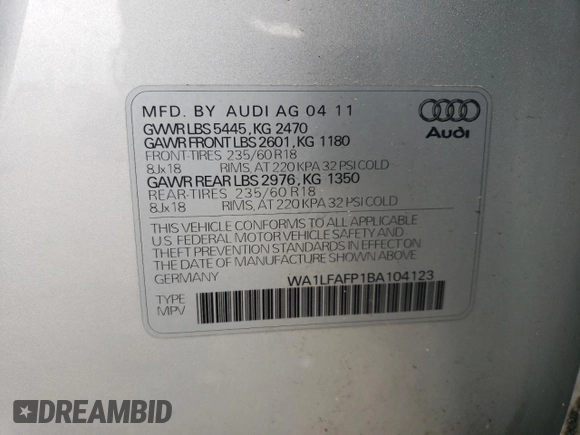 MFD. BY AUDI AG 04 11
GVWR LBS 5445, KG 2470
GAWR FRONT LBS 2601, KG 1180
FRONT-TIRES 235/60 R18
8Jx18 RIMS, AT 220 KPA 32 PSI COLD
GAWR REAR LBS 2976, KG 1350
REAR-TIRES 235/60 R18
8Jx18 RIMS, AT 220 KPA 32 PSI COLD
THIS VEHICLE CONFORMS TO ALL APPLICABLE
U.S. FEDERAL MOTOR VEHICLE SAFETY AND
THEFT PREVENTION STANDARDS IN EFFECT ON
THE DATE OF MANUFACTURE SHOWN ABOVE.
GERMANY WA1LFAFP1BA104123
TYPE
MPV
Audi
DREAMBID